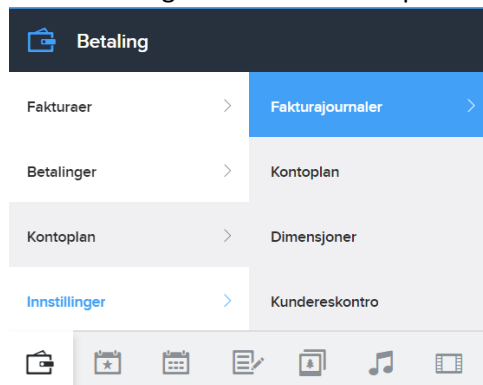 Betaling
Fakturaer
Betalinger
Kontoplan
Innstillinger
Fakturajournaler
Kontoplan
Dimensjoner
Kundereskontro